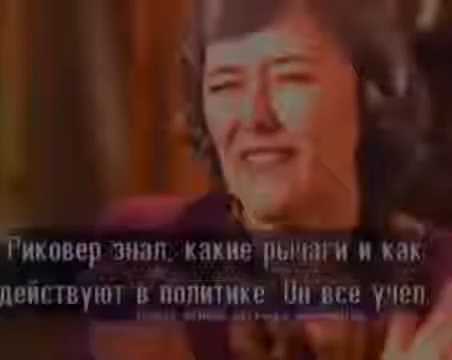 Риковер знал, какие рычаги и как
действуют в политике. Он все учел.